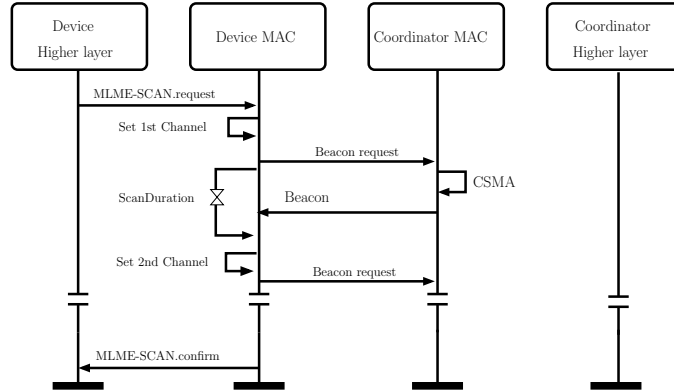 Device
Higher layer
Device MAC
Coordinator MAC
Coordinator
Higher layer
MLME-SCAN.request
Set 1st Channel
Beacon request
CSMA
ScanDuration
Beacon
Set 2nd Channel
Beacon request
MLME-SCAN.confirm